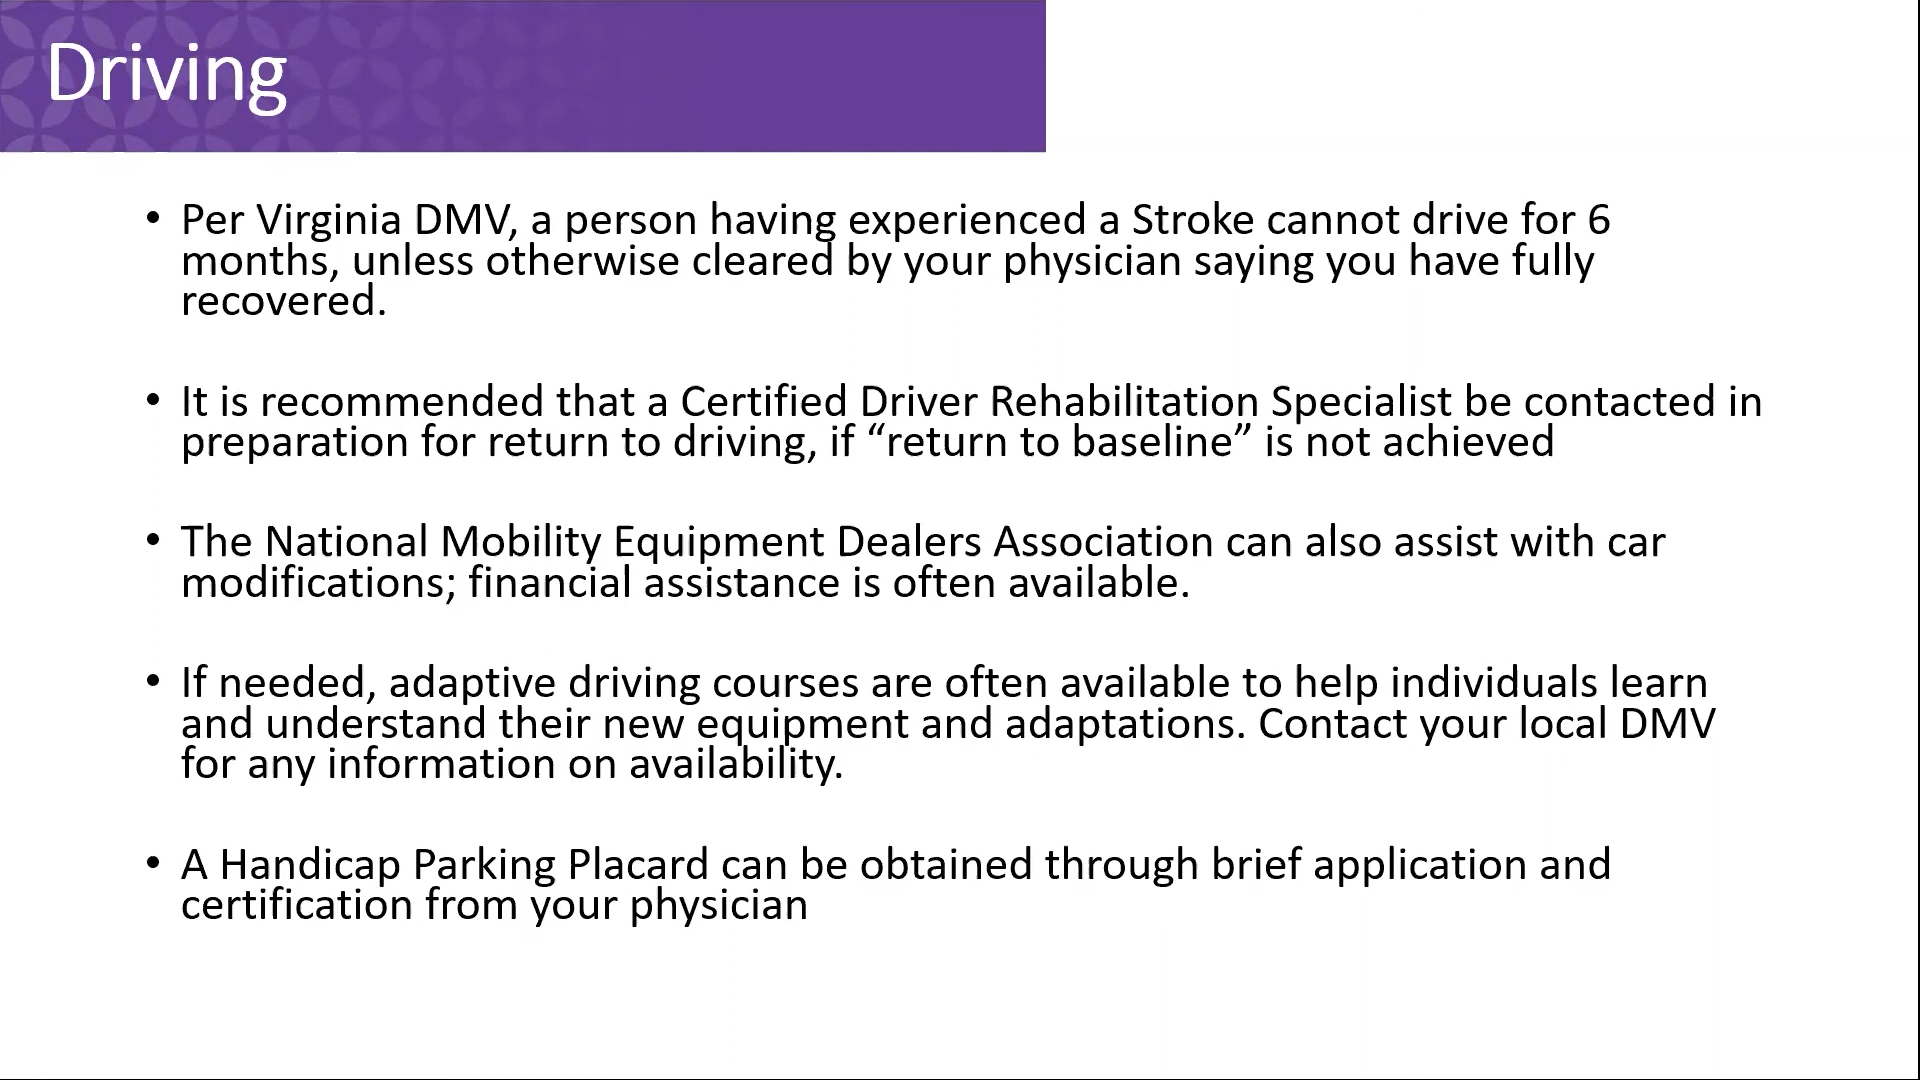 Driving
• Per Virginia DMV, a person having experienced a Stroke cannot drive for 6
months, unless otherwise cleared by your physician saying you have fully
recovered.
• It is recommended that a Certified Driver Rehabilitation Specialist be contacted in
preparation for return to driving, if “return to baseline” is not achieved
• The National Mobility Equipment Dealers Association can also assist with car
modifications; financial assistance is often available.
• If needed, adaptive driving courses are often available to help individuals learn
and understand their new equipment and adaptations. Contact your local DMV
for any information on availability.
• A Handicap Parking Placard can be obtained through brief application and
certification from your physician